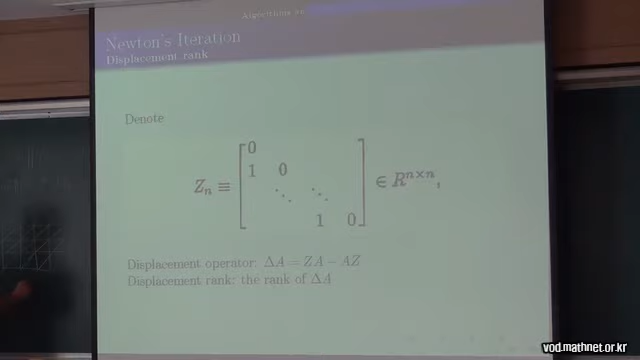 Algorithms
Newton's Iteration
Displacement rank
Denote
Z_n ≡ [0
1 0
⋱ ⋱
1 0] ∈ R^{n×n},
Displacement operator: ΔA = ZA − AZ
Displacement rank: the rank of ΔA
vod.mathnet.or.kr